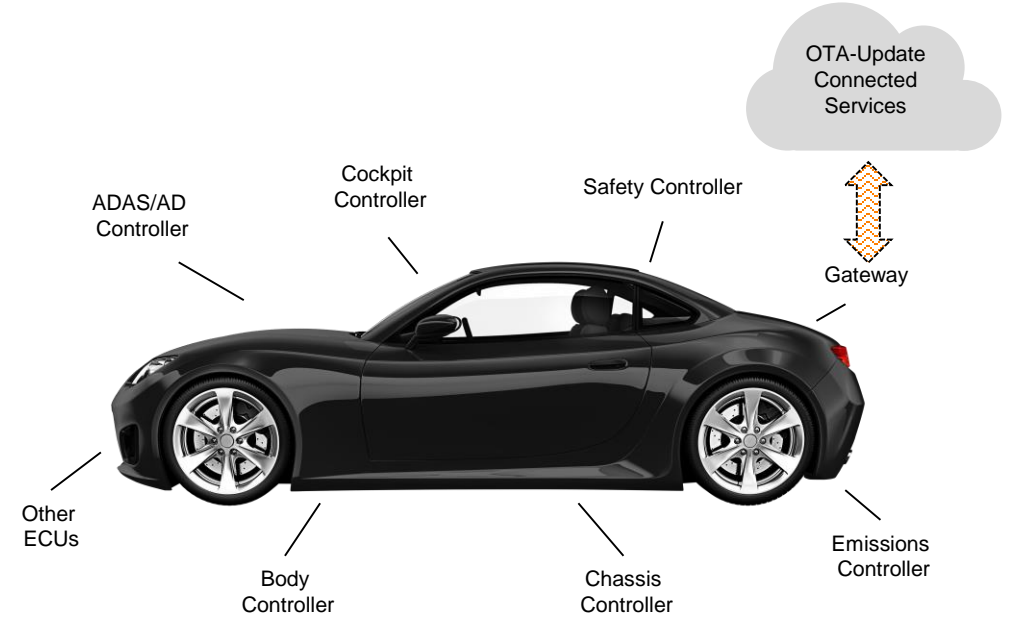 OTA-Update
Connected
Services
Cockpit
Controller
Safety Controller
ADAS/AD
Controller
Gateway
Other
ECUs
Body
Controller
Chassis
Controller
Emissions
Controller